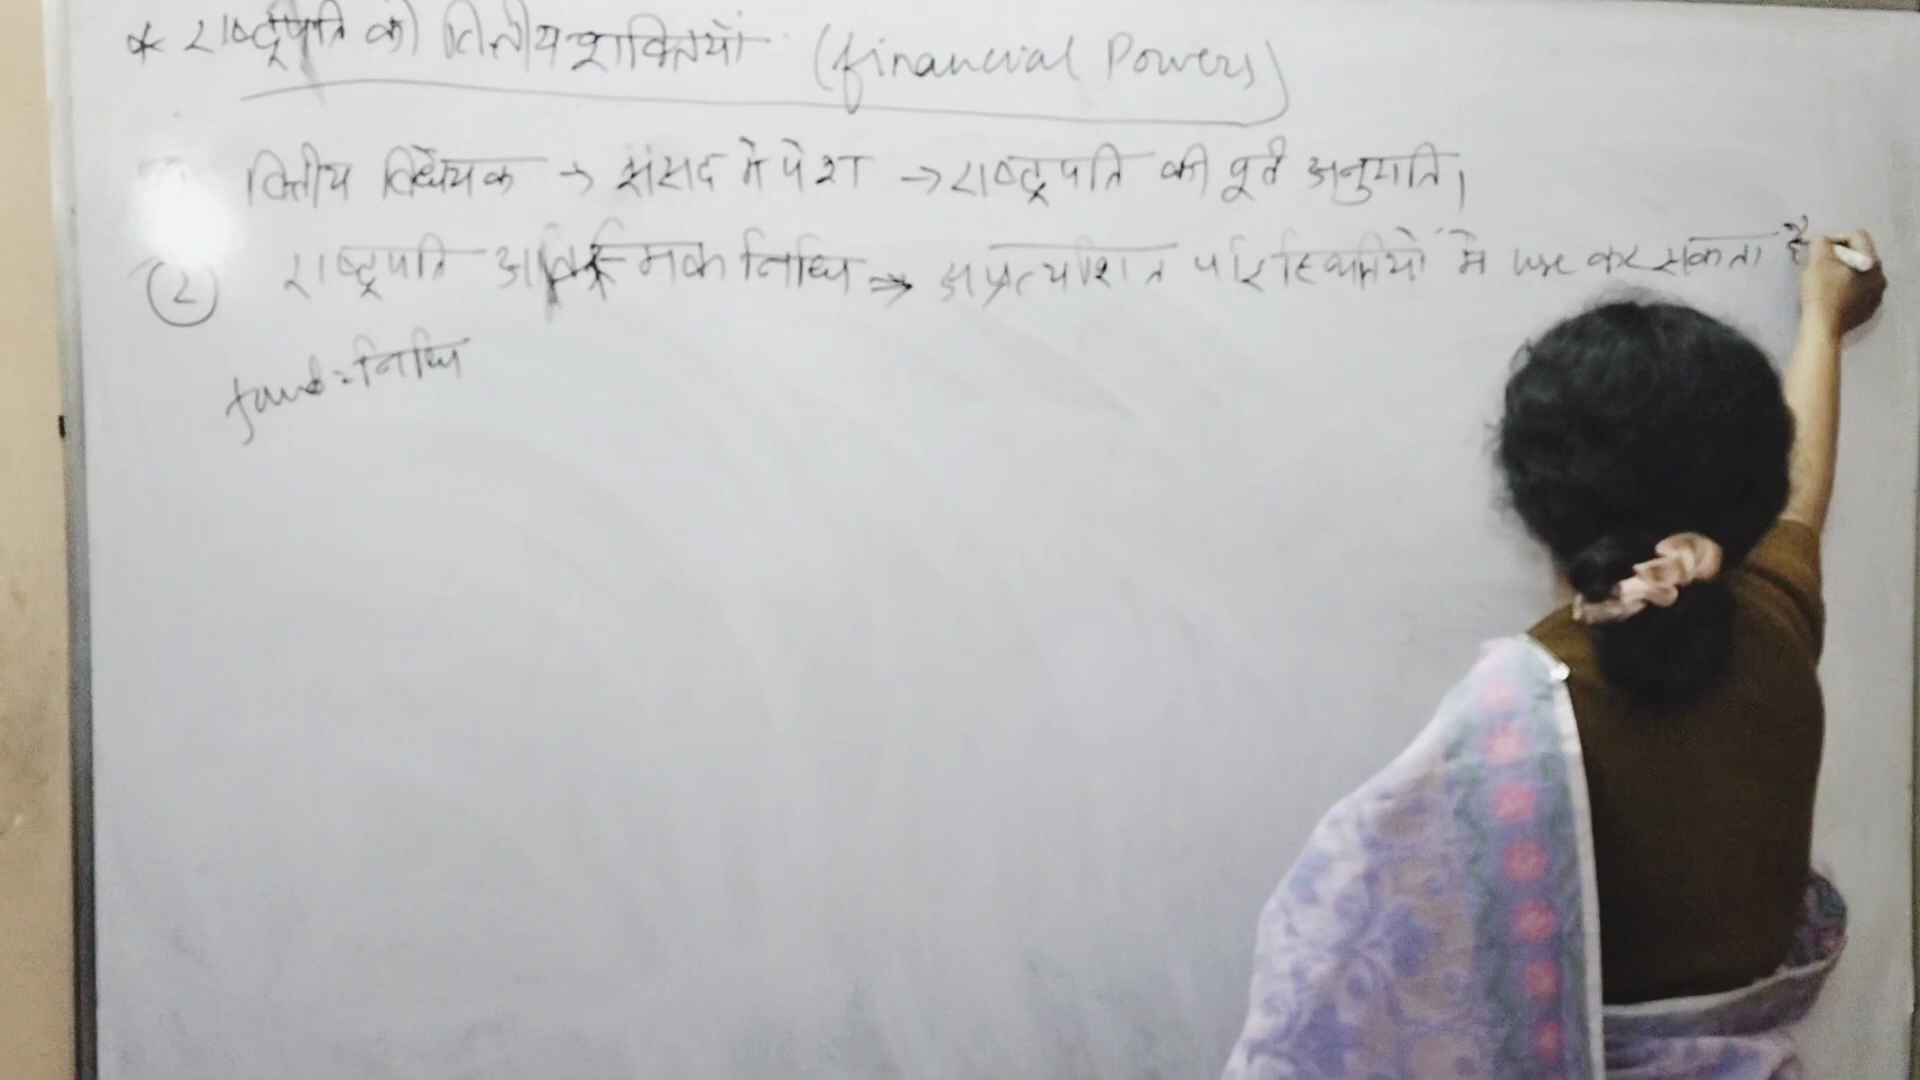 * राष्ट्रपति की वित्तीय शक्तियाँ (financial Powers)
वित्तीय विधेयक → संसद मे पेश → राष्ट्रपति की पूर्व अनुमति।
② राष्ट्रपति आकस्मिक निधि ⇒ अप्रत्याशित परिस्थितियों में use कर सकता है
fund = निधि